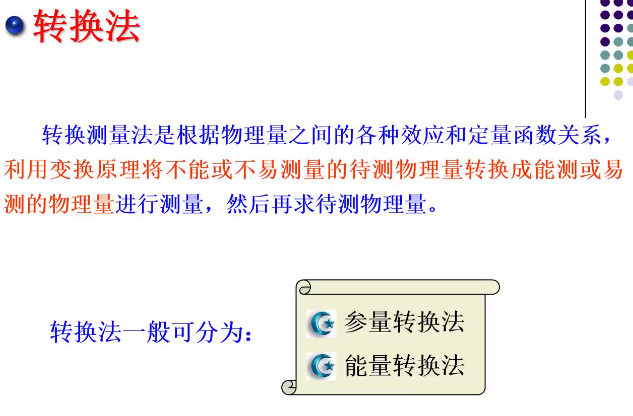 转换法
转换测量法是根据物理量之间的各种效应和定量函数关系，
利用变换原理将不能或不易测量的待测物理量转换成能测或易
测的物理量进行测量，然后再求待测物理量。
转换法一般可分为：
参量转换法
能量转换法